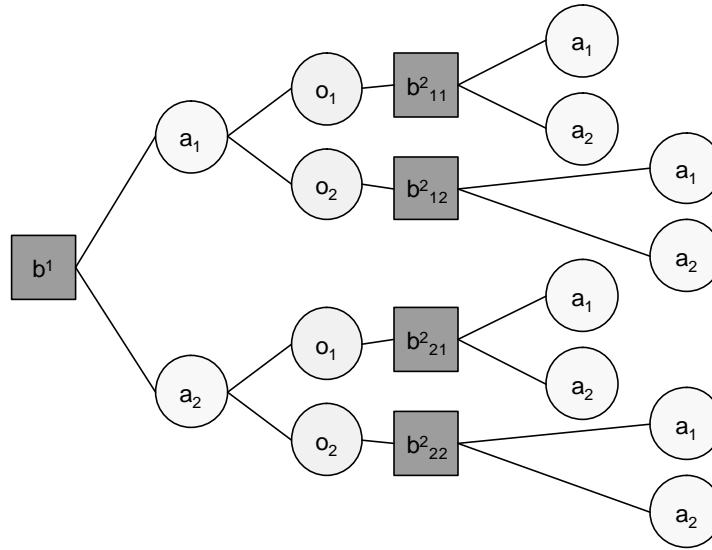 b¹
a₁
o₁
b²₁₁
a₁
a₂
o₂
b²₁₂
a₁
a₂
a₂
o₁
b²₂₁
a₁
a₂
o₂
b²₂₂
a₁
a₂